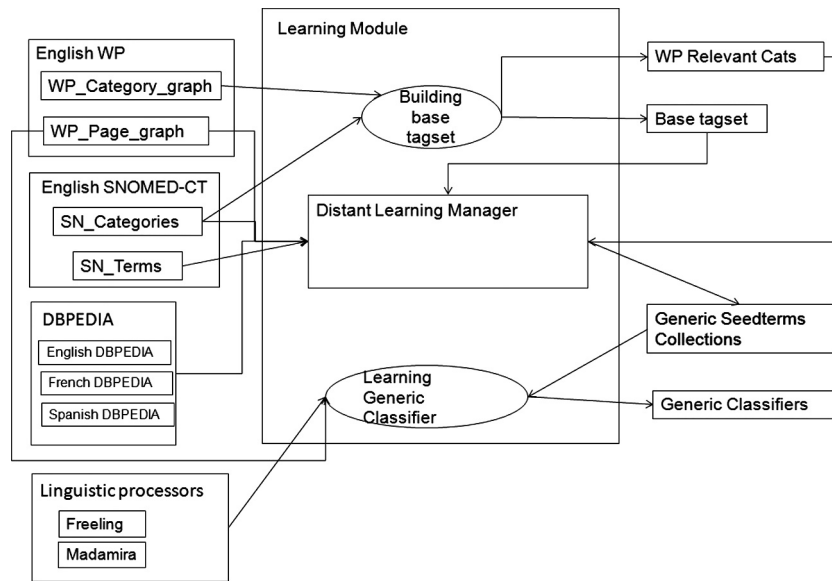 English WP
WP_Category_graph
WP_Page_graph
English SNOMED-CT
SN_Categories
SN_Terms
DBPEDIA
English DBPEDIA
French DBPEDIA
Spanish DBPEDIA
Linguistic processors
Freeling
Madamira
Learning Module
Building
base
tagset
Distant Learning Manager
Learning
Generic
Classifier
WP Relevant Cats
Base tagset
Generic Seedterms
Collections
Generic Classifiers